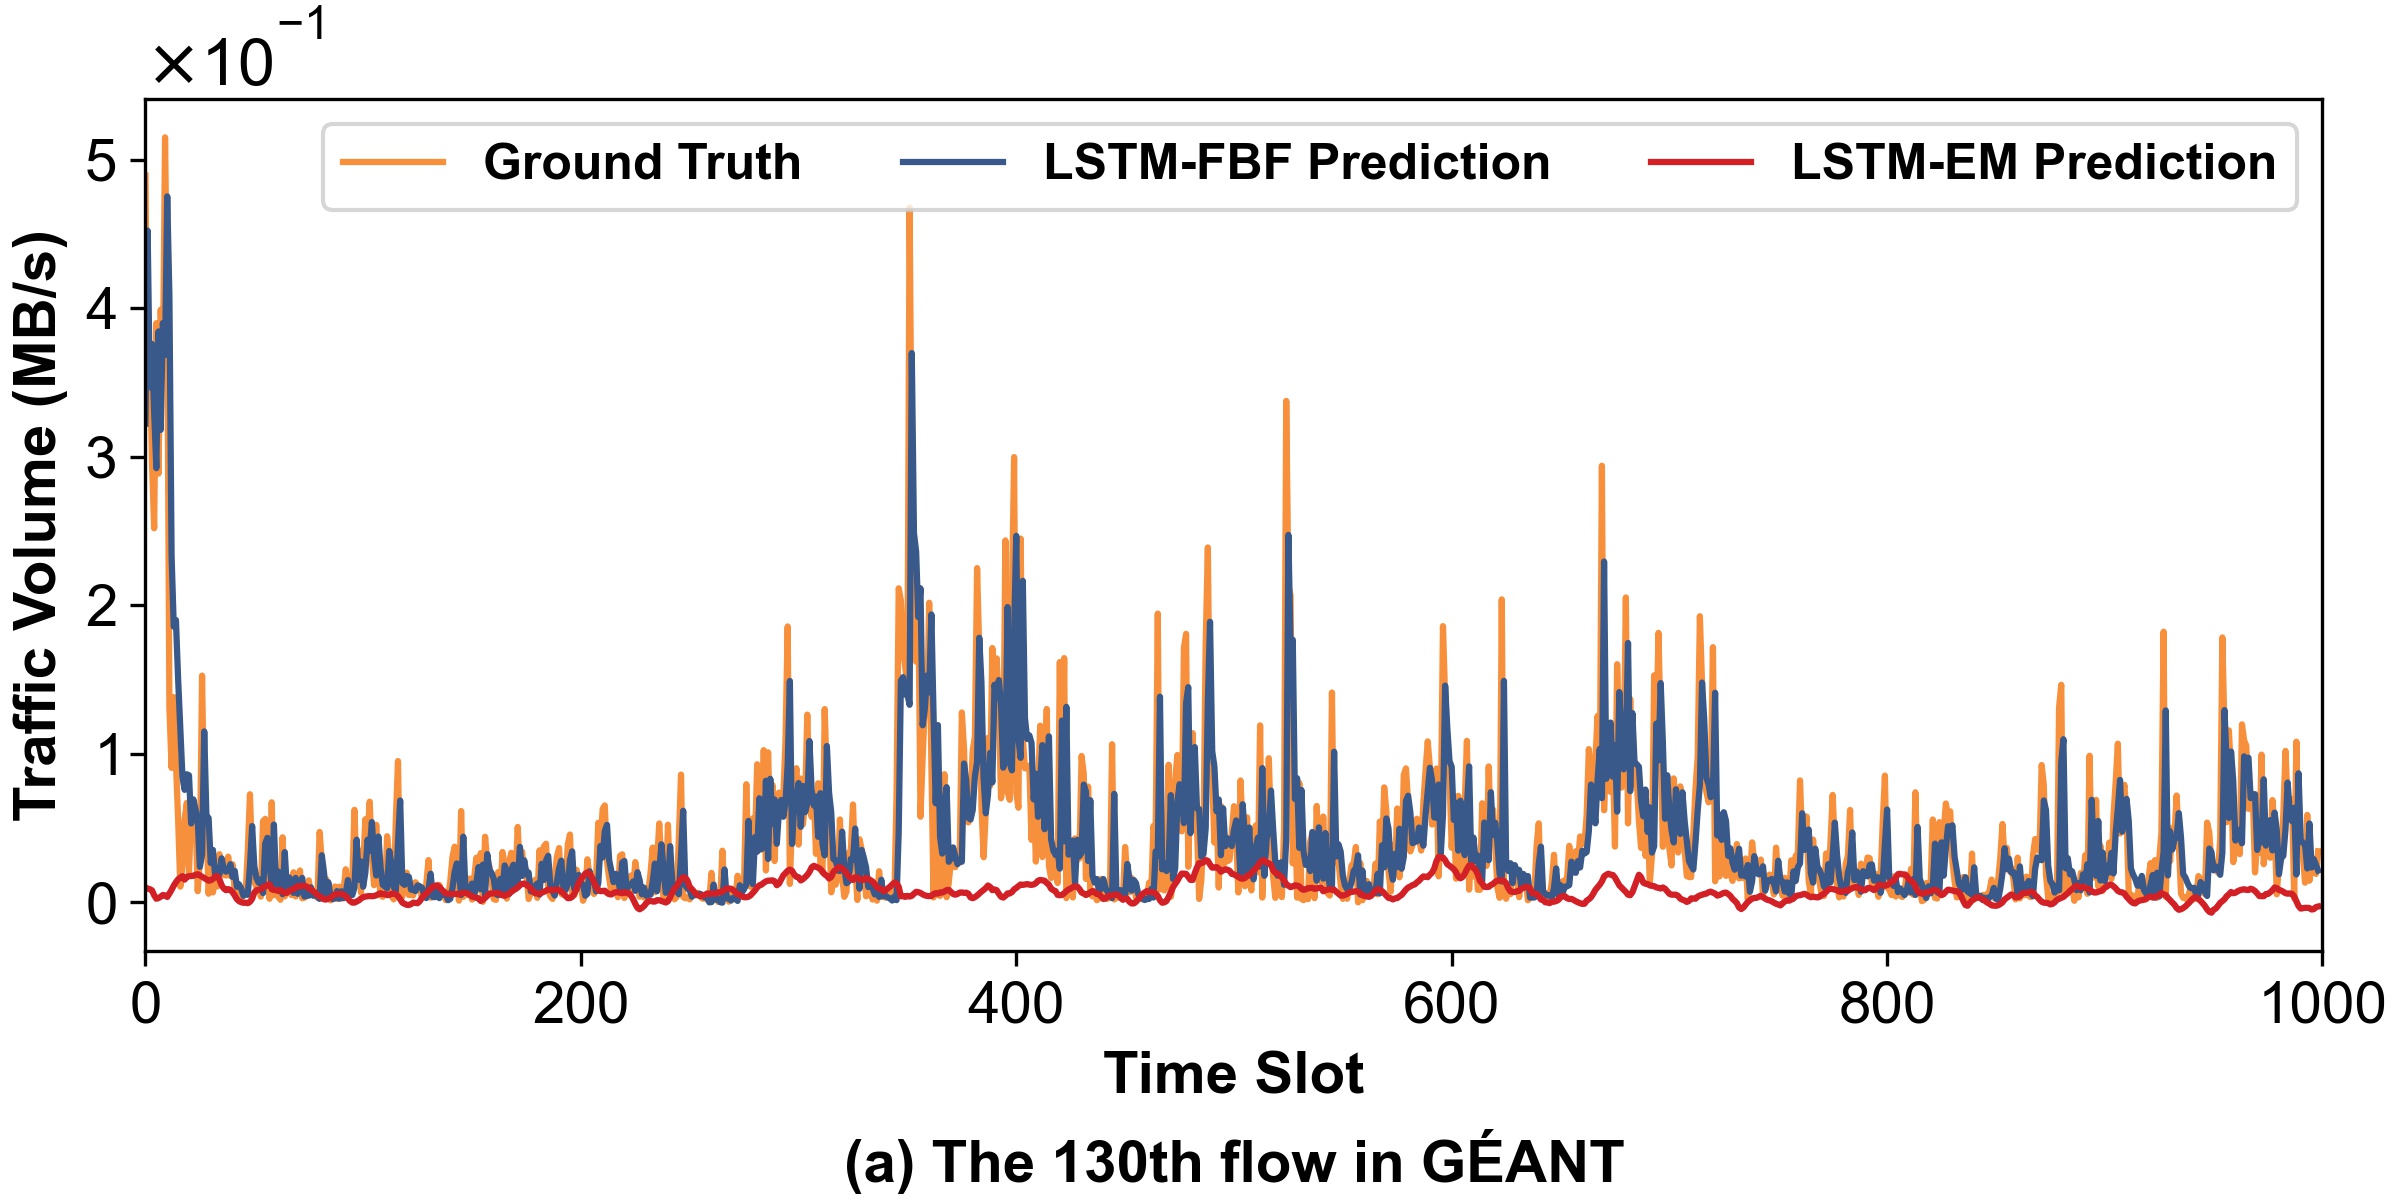 ×10⁻¹
Ground Truth LSTM-FBF Prediction LSTM-EM Prediction
5
4
3
2
1
0
Traffic Volume (MB/s)
0 200 400 600 800 1000
Time Slot
(a) The 130th flow in GÉANT